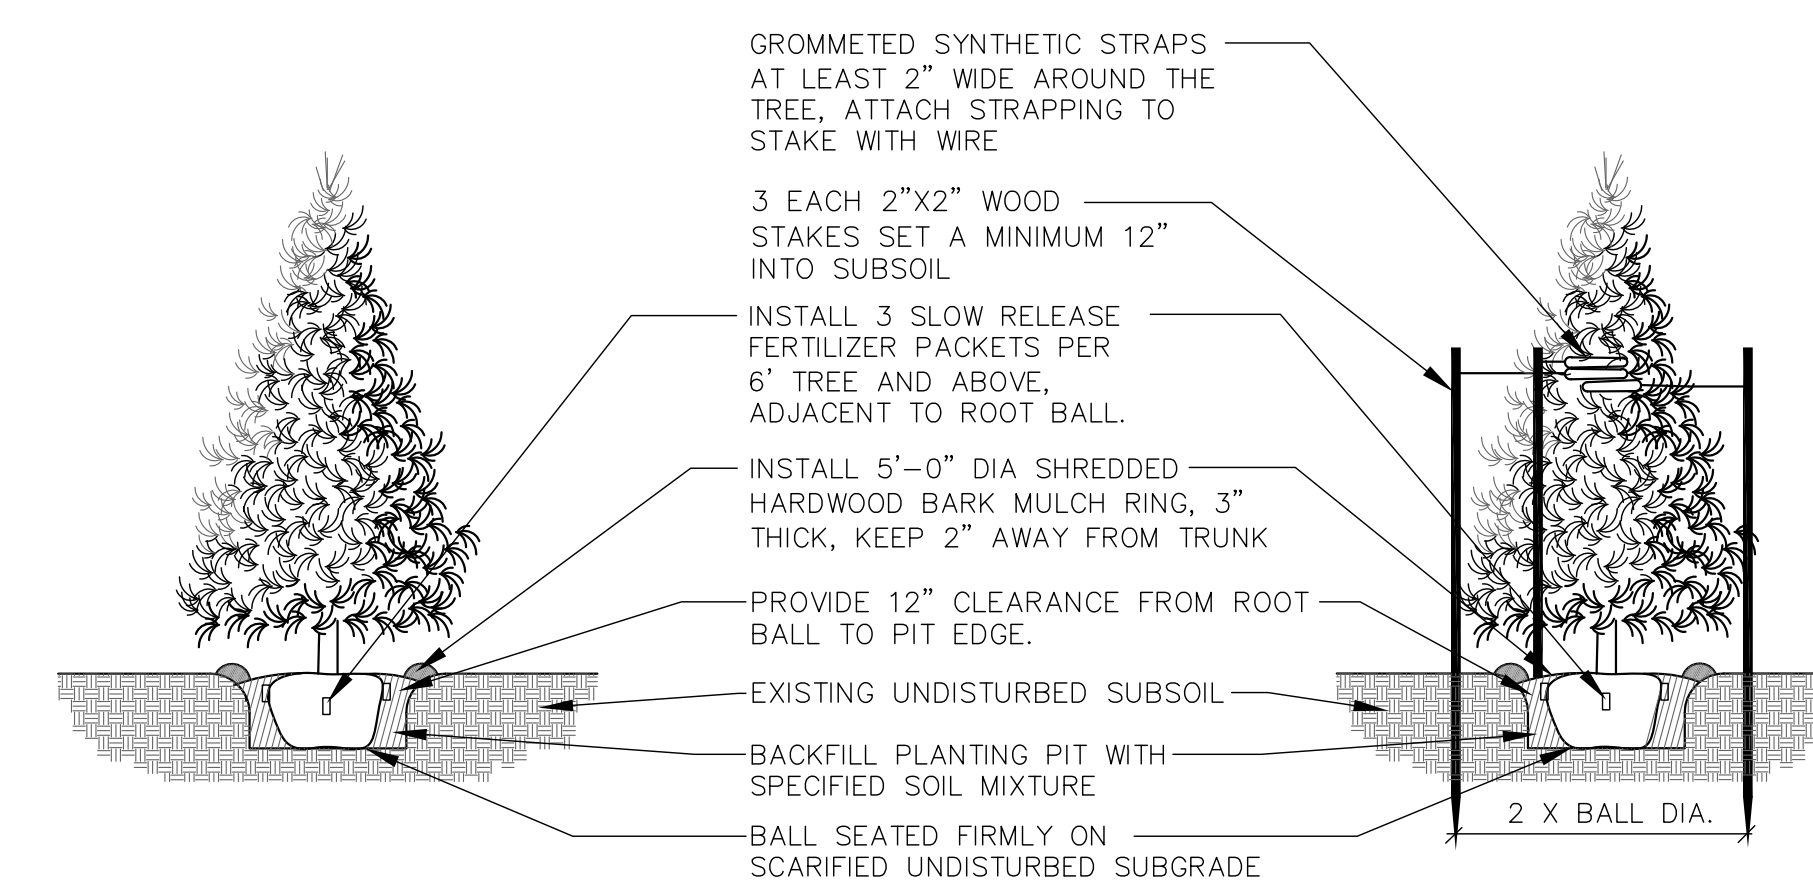 GROMMETED SYNTHETIC STRAPS
AT LEAST 2” WIDE AROUND THE
TREE, ATTACH STRAPPING TO
STAKE WITH WIRE
3 EACH 2”X2” WOOD
STAKES SET A MINIMUM 12”
INTO SUBSOIL
INSTALL 3 SLOW RELEASE
FERTILIZER PACKETS PER
6’ TREE AND ABOVE,
ADJACENT TO ROOT BALL.
INSTALL 5’–0” DIA SHREDDED
HARDWOOD BARK MULCH RING, 3”
THICK, KEEP 2” AWAY FROM TRUNK
PROVIDE 12” CLEARANCE FROM ROOT
BALL TO PIT EDGE.
EXISTING UNDISTURBED SUBSOIL
BACKFILL PLANTING PIT WITH
SPECIFIED SOIL MIXTURE
BALL SEATED FIRMLY ON
SCARIFIED UNDISTURBED SUBGRADE
2 X BALL DIA.